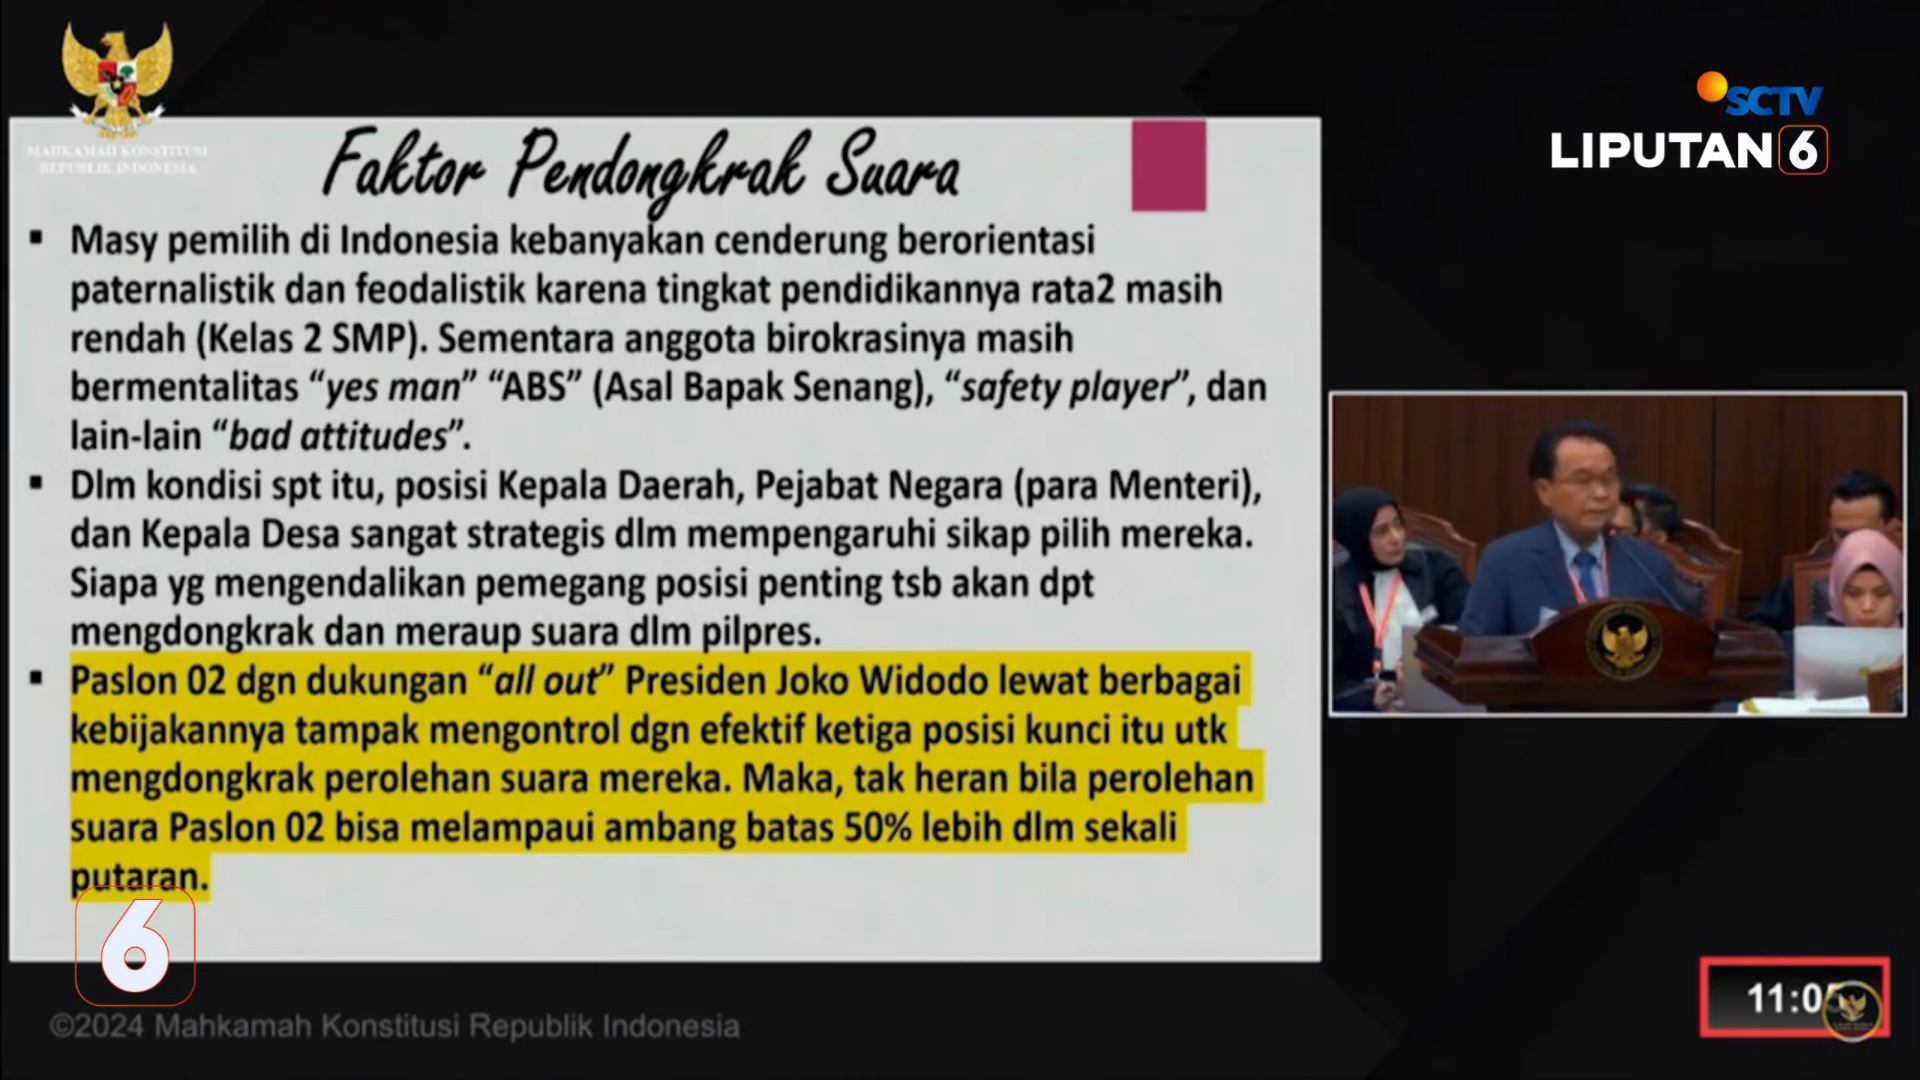 MAHKAMAH KONSTITUSI
REPUBLIK INDONESIA
SCTV
LIPUTAN 6
Faktor Pendongkrak Suara
▪ Masy pemilih di Indonesia kebanyakan cenderung berorientasi
paternalistik dan feodalistik karena tingkat pendidikannya rata2 masih
rendah (Kelas 2 SMP). Sementara anggota birokrasinya masih
bermentalitas “yes man” “ABS” (Asal Bapak Senang), “safety player”, dan
lain-lain “bad attitudes”.
▪ Dlm kondisi spt itu, posisi Kepala Daerah, Pejabat Negara (para Menteri),
dan Kepala Desa sangat strategis dlm mempengaruhi sikap pilih mereka.
Siapa yg mengendalikan pemegang posisi penting tsb akan dpt
mengdongkrak dan meraup suara dlm pilpres.
▪ Paslon 02 dgn dukungan “all out” Presiden Joko Widodo lewat berbagai
kebijakannya tampak mengontrol dgn efektif ketiga posisi kunci itu utk
mengdongkrak perolehan suara mereka. Maka, tak heran bila perolehan
suara Paslon 02 bisa melampaui ambang batas 50% lebih dlm sekali
putaran.
6
©2024 Mahkamah Konstitusi Republik Indonesia